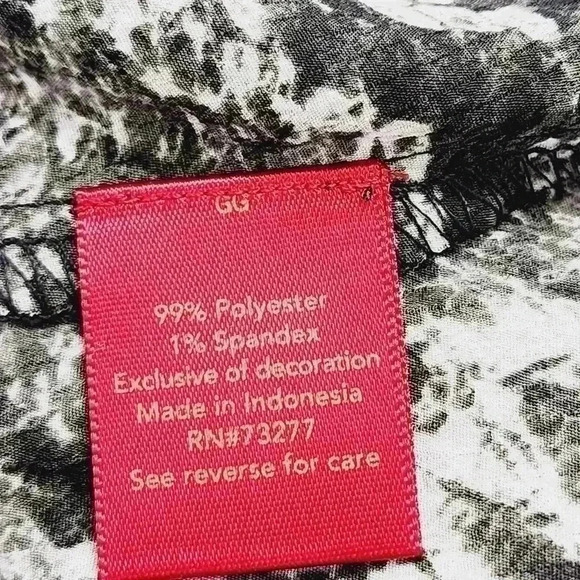 GG
99% Polyester
1% Spandex
Exclusive of decoration
Made in Indonesia
RN#73277
See reverse for care